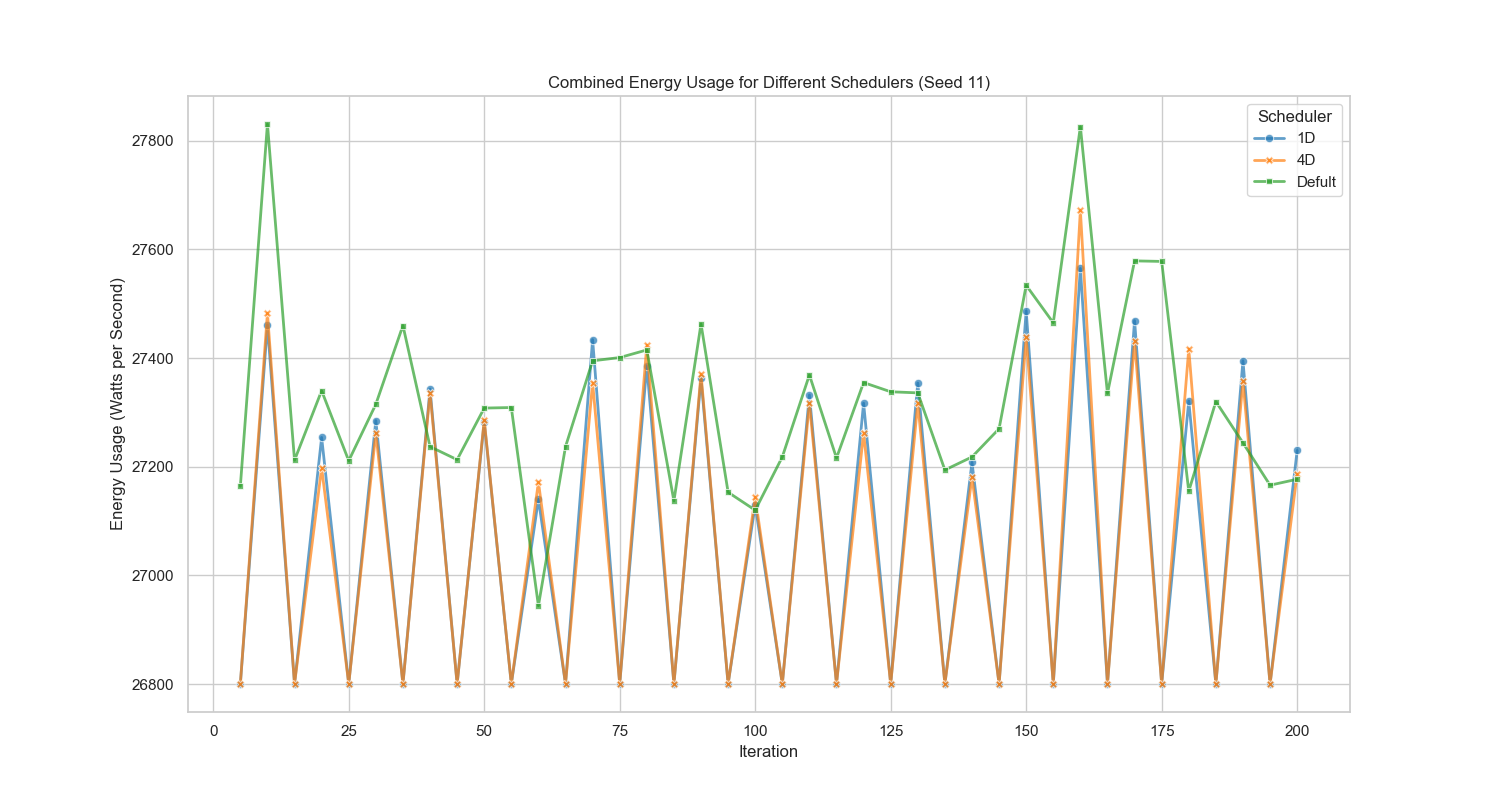 Combined Energy Usage for Different Schedulers (Seed 11)
Scheduler
1D
4D
Defult
Energy Usage (Watts per Second)
27800
27600
27400
27200
27000
26800
0 25 50 75 100 125 150 175 200
Iteration